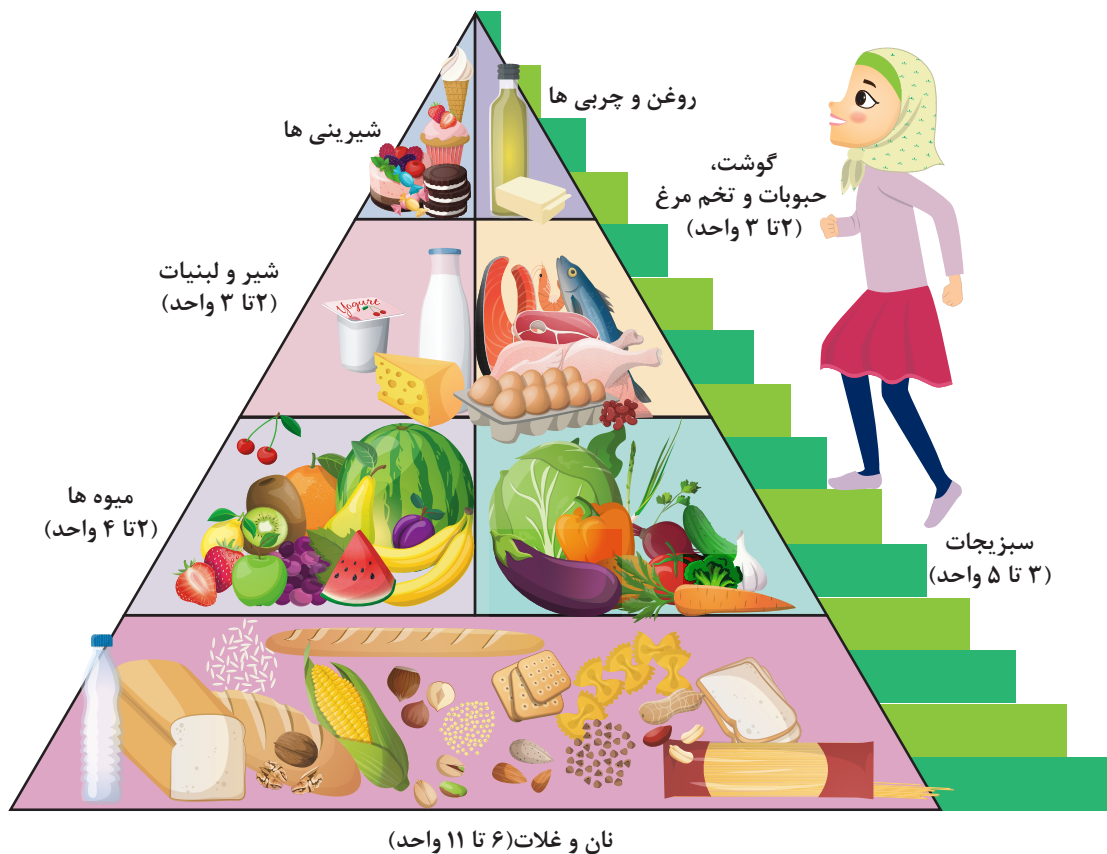 روغن و چربی ها
شیرینی ها
گوشت،
حبوبات و تخم مرغ
(۲تا ۳ واحد)
شیر و لبنیات
(۲تا ۳ واحد)
Yogurt
میوه ها
(۲تا ۴ واحد)
سبزیجات
(۳ تا ۵ واحد)
نان و غلات(۶ تا ۱۱ واحد)